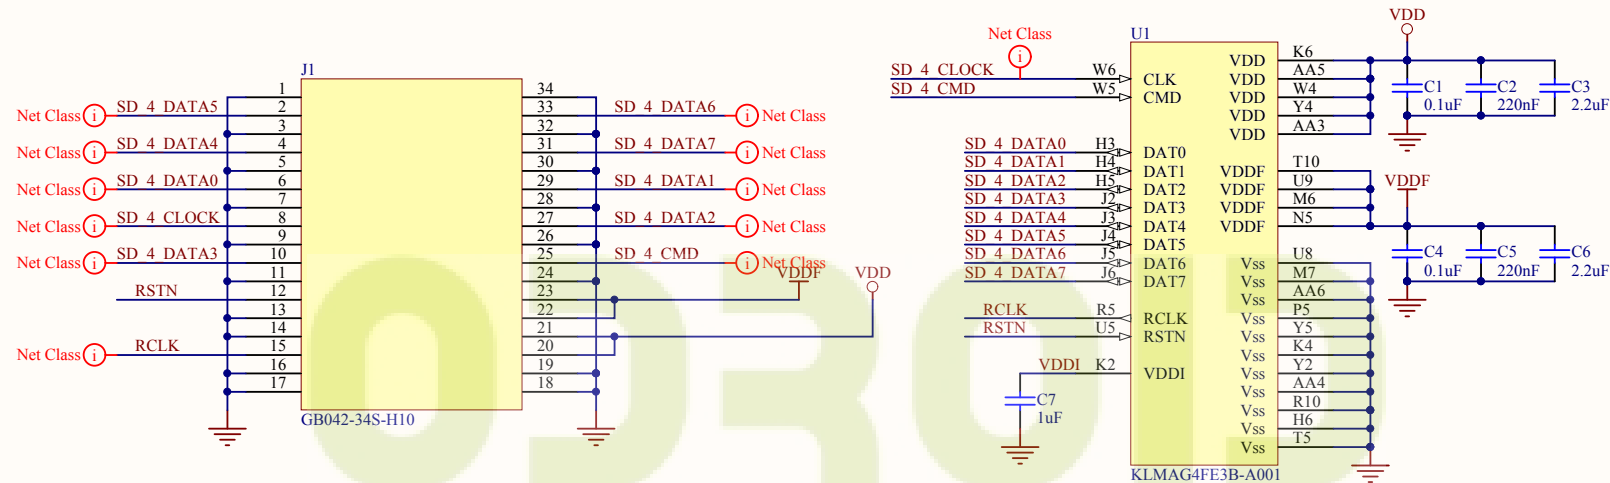 J1
1 34
Net Class SD_4_DATA5 2 33 SD_4_DATA6 Net Class
3 32
Net Class SD_4_DATA4 4 31 SD_4_DATA7 Net Class
5 30
Net Class SD_4_DATA0 6 29 SD_4_DATA1 Net Class
7 28
Net Class SD_4_CLOCK 8 27 SD_4_DATA2 Net Class
9 26
Net Class SD_4_DATA3 10 25 SD_4_CMD Net Class
11 24 VDDF VDD
RSTN 12 23
13 22
14 21
Net Class RCLK 15 20
16 19
17 18
GB042-34S-H10
Net Class
U1
SD_4_CLOCK W6 CLK
SD_4_CMD W5 CMD
SD_4_DATA0 H3 DAT0
SD_4_DATA1 H4 DAT1
SD_4_DATA2 H5 DAT2
SD_4_DATA3 J2 DAT3
SD_4_DATA4 J3 DAT4
SD_4_DATA5 J4 DAT5
SD_4_DATA6 J5 DAT6
SD_4_DATA7 J6 DAT7
RCLK R5 RCLK
RSTN U5 RSTN
VDDI K2 VDDI
C7
1uF
VDD K6
VDD AA5
VDD W4
VDD Y4
VDD AA3
VDDF T10
VDDF U9
VDDF M6
VDDF N5
Vss U8
Vss M7
Vss AA6
Vss P5
Vss Y5
Vss K4
Vss Y2
Vss AA4
Vss R10
Vss H6
Vss T5
KLMAG4FE3B-A001
VDD
C1 C2 C3
0.1uF 220nF 2.2uF
VDDF
C4 C5 C6
0.1uF 220nF 2.2uF
ODROID